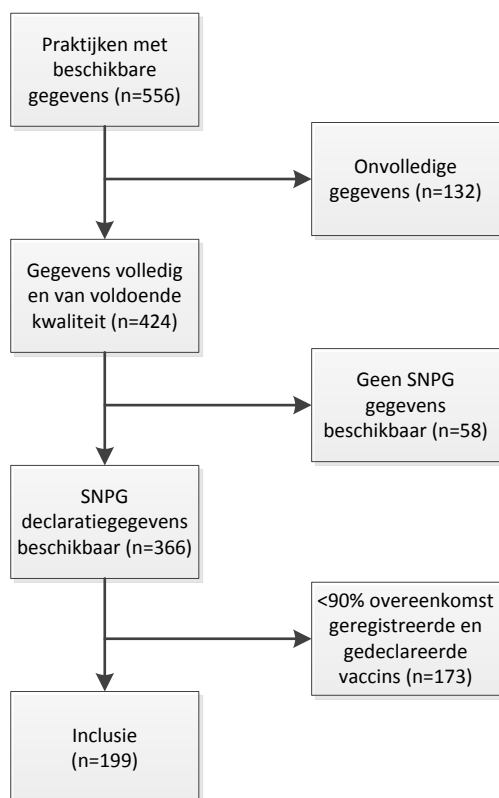 Praktijken met
beschikbare
gegevens (n=556)
Onvolledige
gegevens (n=132)
Gegevens volledig
en van voldoende
kwaliteit (n=424)
Geen SNPG
gegevens
beschikbaar (n=58)
SNPG
declaratiegegevens
beschikbaar (n=366)
<90% overeenkomst
geregistreerde en
gedeclareerde
vaccins (n=173)
Inclusie
(n=199)